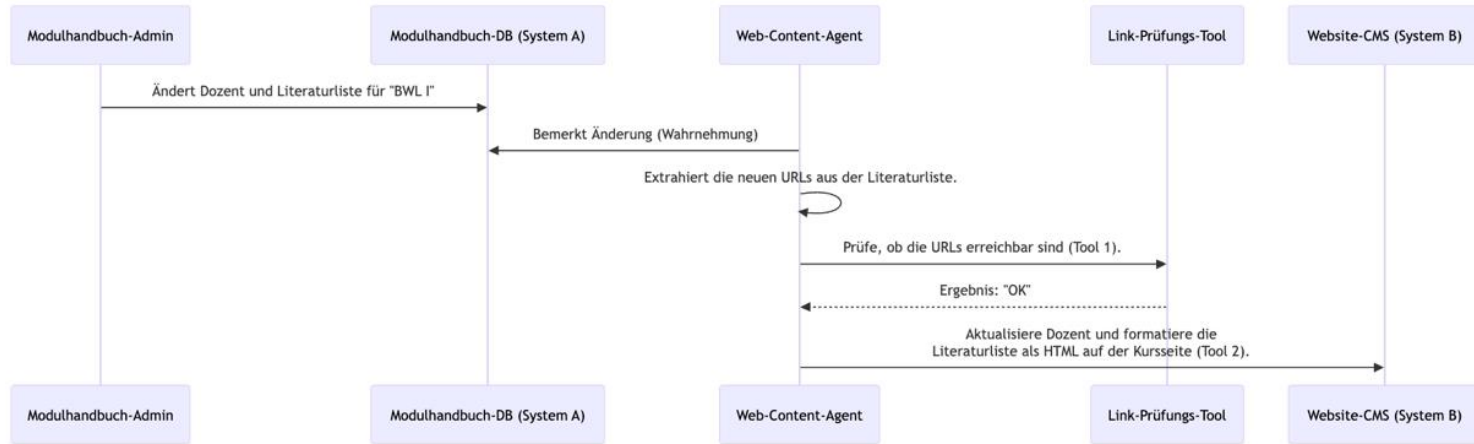 Modulhandbuch-Admin
Modulhandbuch-DB (System A)
Web-Content-Agent
Link-Prüfungs-Tool
Website-CMS (System B)
Ändert Dozent und Literaturliste für "BWL I"
Bemerkt Änderung (Wahrnehmung)
Extrahiert die neuen URLs aus der Literaturliste.
Prüfe, ob die URLs erreichbar sind (Tool 1).
Ergebnis: "OK"
Aktualisiere Dozent und formatiere die
Literaturliste als HTML auf der Kursseite (Tool 2).
Modulhandbuch-Admin
Modulhandbuch-DB (System A)
Web-Content-Agent
Link-Prüfungs-Tool
Website-CMS (System B)